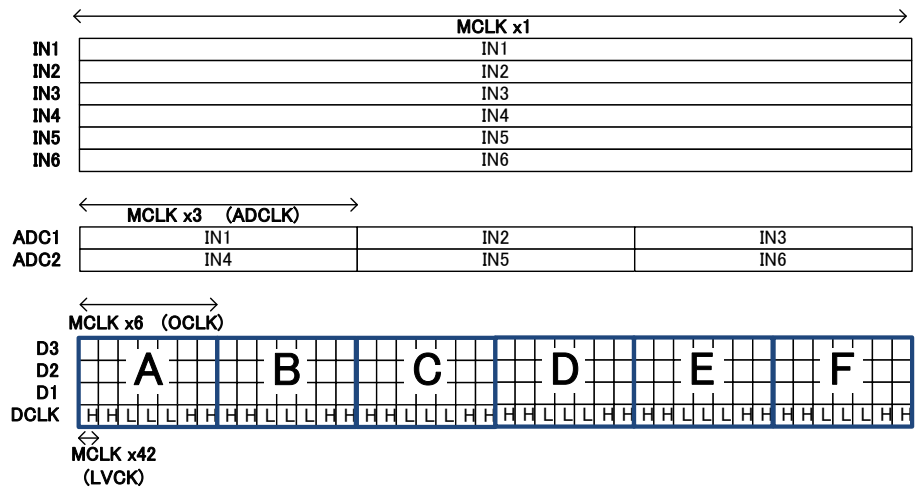 MCLK x1
IN1 IN1
IN2 IN2
IN3 IN3
IN4 IN4
IN5 IN5
IN6 IN6
MCLK x3 (ADCLK)
ADC1 IN1 IN2 IN3
ADC2 IN4 IN5 IN6
MCLK x6 (OCLK)
D3
D2 A B C D E F
D1
DCLK H H L L L H H H H L L L H H H H L L L H H H H L L L H H H H L L L H H H H L L L H H
MCLK x42
(LVCK)